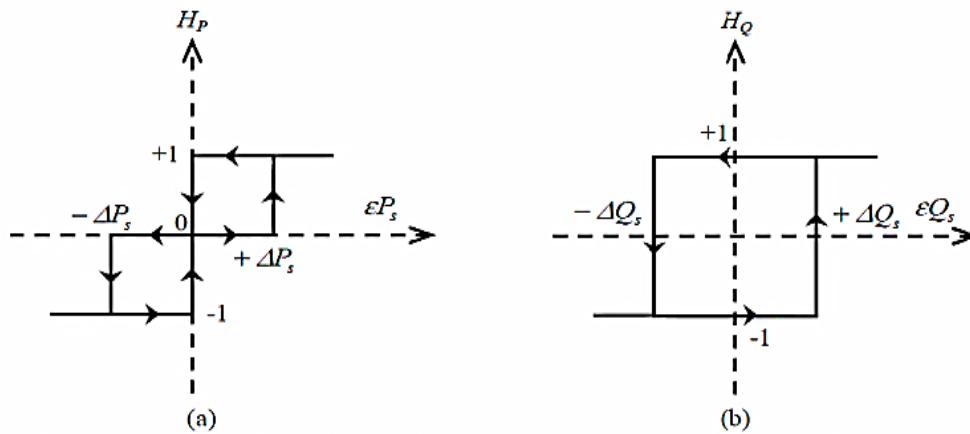 H_P
+1
0
− ΔP_s
+ ΔP_s
εP_s
-1
(a)
H_Q
+1
− ΔQ_s
+ ΔQ_s
εQ_s
-1
(b)